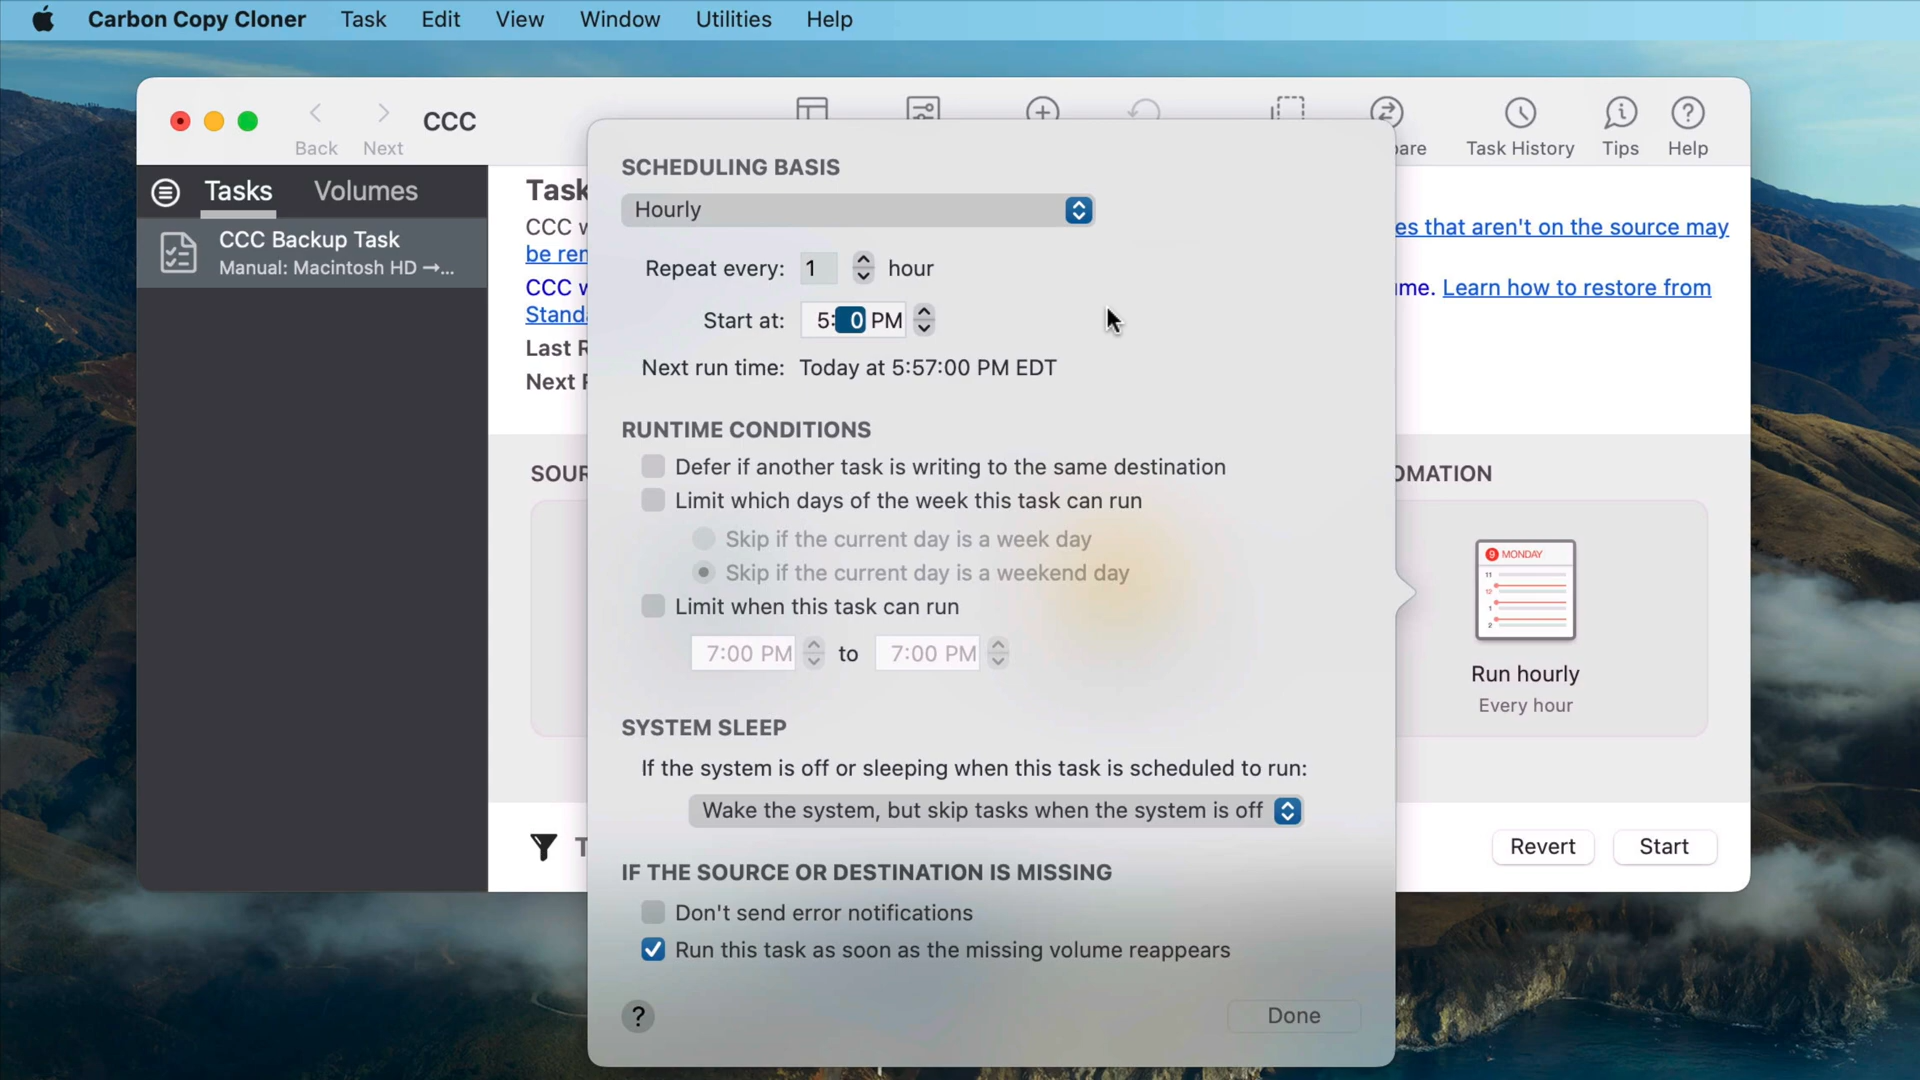 Carbon Copy Cloner Task Edit View Window Utilities Help
Back Next CCC
Task History Tips Help
Tasks Volumes
CCC Backup Task
Manual: Macintosh HD →...
Task
CCC w
be ren
CCC w
Standa
Last R
Next R
es that aren't on the source may
me. Learn how to restore from
SOUR
SCHEDULING BASIS
Hourly
Repeat every: 1 hour
Start at: 5: 0 PM
Next run time: Today at 5:57:00 PM EDT
RUNTIME CONDITIONS
Defer if another task is writing to the same destination
Limit which days of the week this task can run
Skip if the current day is a week day
Skip if the current day is a weekend day
Limit when this task can run
7:00 PM to 7:00 PM
SYSTEM SLEEP
If the system is off or sleeping when this task is scheduled to run:
Wake the system, but skip tasks when the system is off
IF THE SOURCE OR DESTINATION IS MISSING
Don't send error notifications
Run this task as soon as the missing volume reappears
? Done
OMATION
9 MONDAY
11
12
1
2
Run hourly
Every hour
T
Revert Start